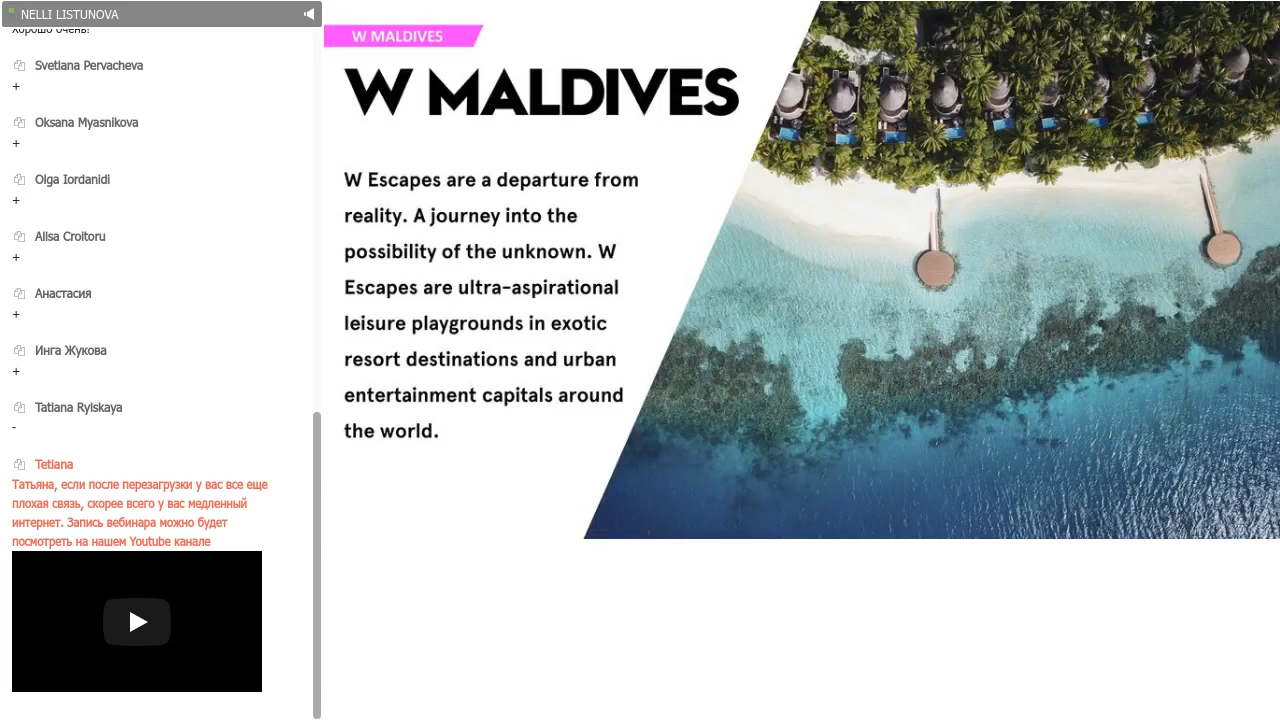 NELLI LISTUNOVA
Хорошо очень!
Svetlana Pervacheva
+
Oksana Myasnikova
+
Olga Iordanidi
+
Alisa Croitoru
+
Анастасия
+
Инга Жукова
+
Tatiana Rylskaya
-
Tetiana
Татьяна, если после перезагрузки у вас все еще
плохая связь, скорее всего у вас медленный
интернет. Запись вебинара можно будет
посмотреть на нашем Youtube канале
W MALDIVES
W MALDIVES
W Escapes are a departure from
reality. A journey into the
possibility of the unknown. W
Escapes are ultra-aspirational
leisure playgrounds in exotic
resort destinations and urban
entertainment capitals around
the world.